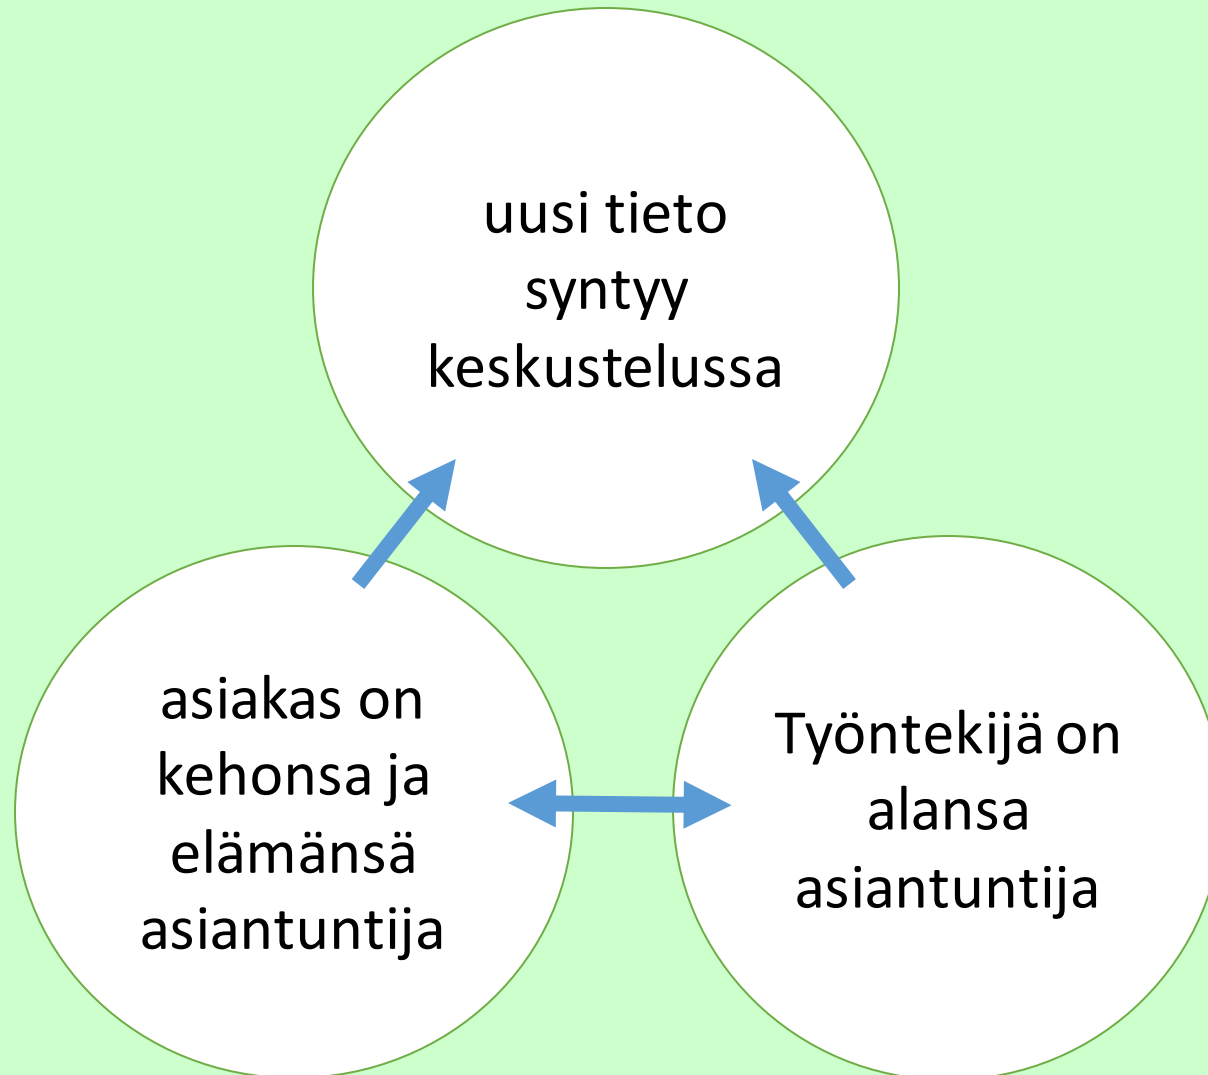 uusi tieto
syntyy
keskustelussa
asiakas on
kehonsa ja
elämänsä
asiantuntija
Työntekijä on
alansa
asiantuntija